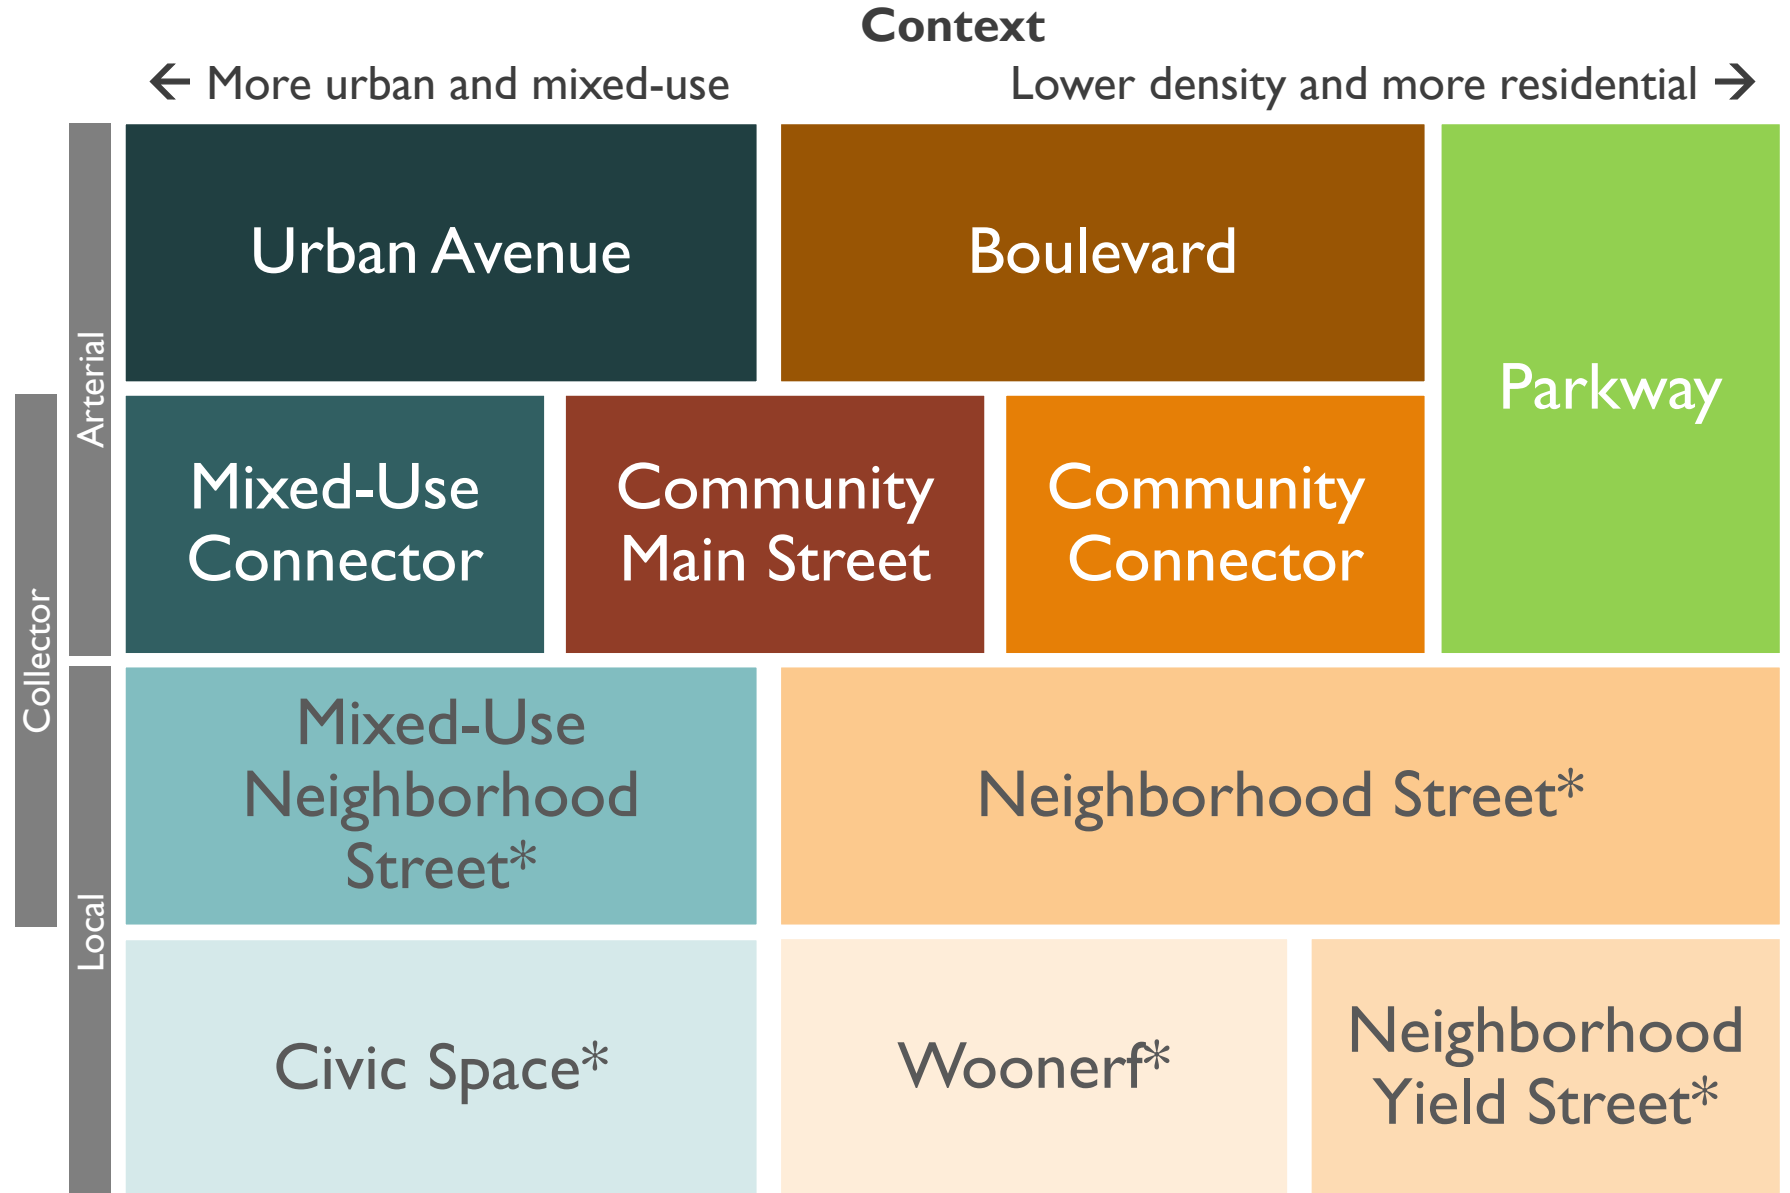 Context
← More urban and mixed-use
Lower density and more residential →
Arterial
Collector
Local
Urban Avenue
Boulevard
Parkway
Mixed-Use
Connector
Community
Main Street
Community
Connector
Mixed-Use
Neighborhood
Street*
Neighborhood Street*
Civic Space*
Woonerf*
Neighborhood
Yield Street*